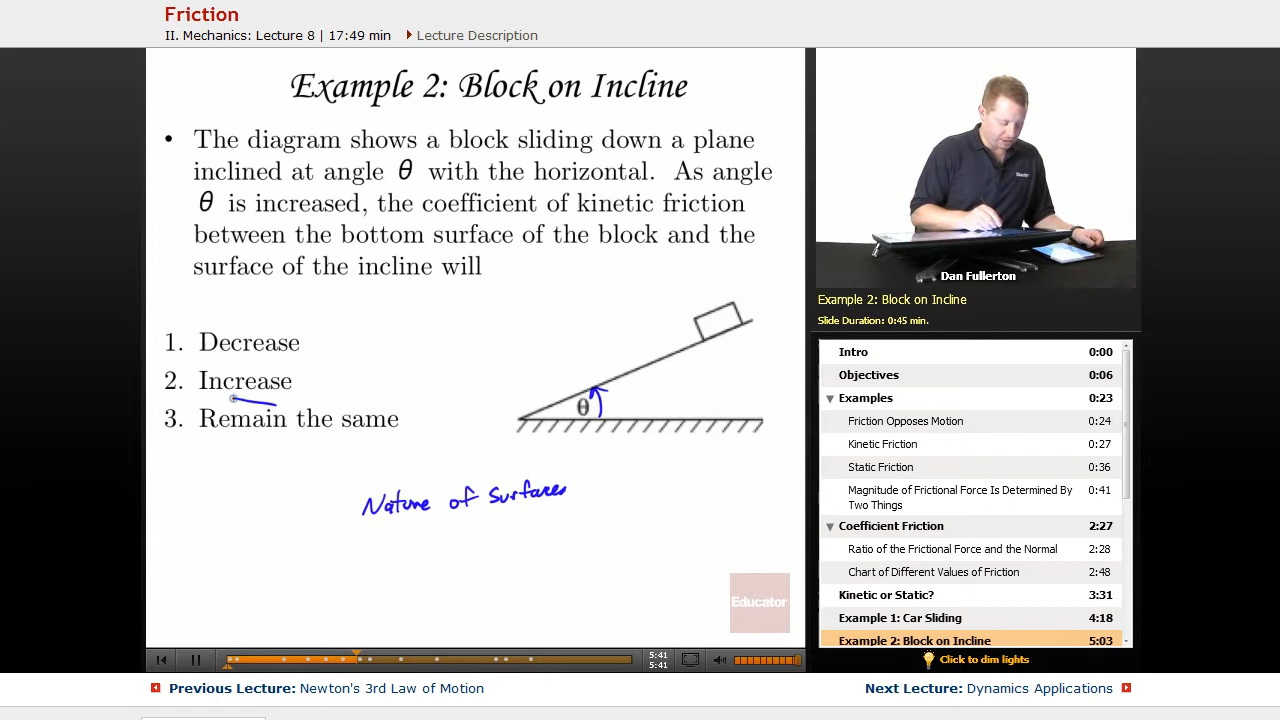 Friction
II. Mechanics: Lecture 8 | 17:49 min
Lecture Description
Example 2: Block on Incline
• The diagram shows a block sliding down a plane
inclined at angle θ with the horizontal. As angle
θ is increased, the coefficient of kinetic friction
between the bottom surface of the block and the
surface of the incline will
1. Decrease
2. Increase
3. Remain the same
θ
Nature of Surfaces
Educator
5:41
5:41
Dan Fullerton
Example 2: Block on Incline
Slide Duration: 0:45 min.
Intro 0:00
Objectives 0:06
Examples 0:23
Friction Opposes Motion 0:24
Kinetic Friction 0:27
Static Friction 0:36
Magnitude of Frictional Force Is Determined By
Two Things 0:41
Coefficient Friction 2:27
Ratio of the Frictional Force and the Normal 2:28
Chart of Different Values of Friction 2:48
Kinetic or Static? 3:31
Example 1: Car Sliding 4:18
Example 2: Block on Incline 5:03
Click to dim lights
Previous Lecture: Newton's 3rd Law of Motion
Next Lecture: Dynamics Applications